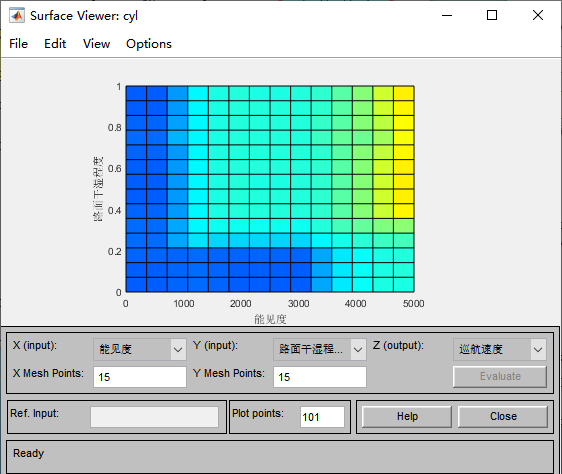 Surface Viewer: cyl
File Edit View Options
1
0.8
0.6
0.4
0.2
0
路面干湿程度
0 1000 2000 3000 4000 5000
能见度
X (input): 能见度 Y (input): 路面干湿程... Z (output): 巡航速度
X Mesh Points: 15 Y Mesh Points: 15 Evaluate
Ref. Input: Plot points: 101 Help Close
Ready